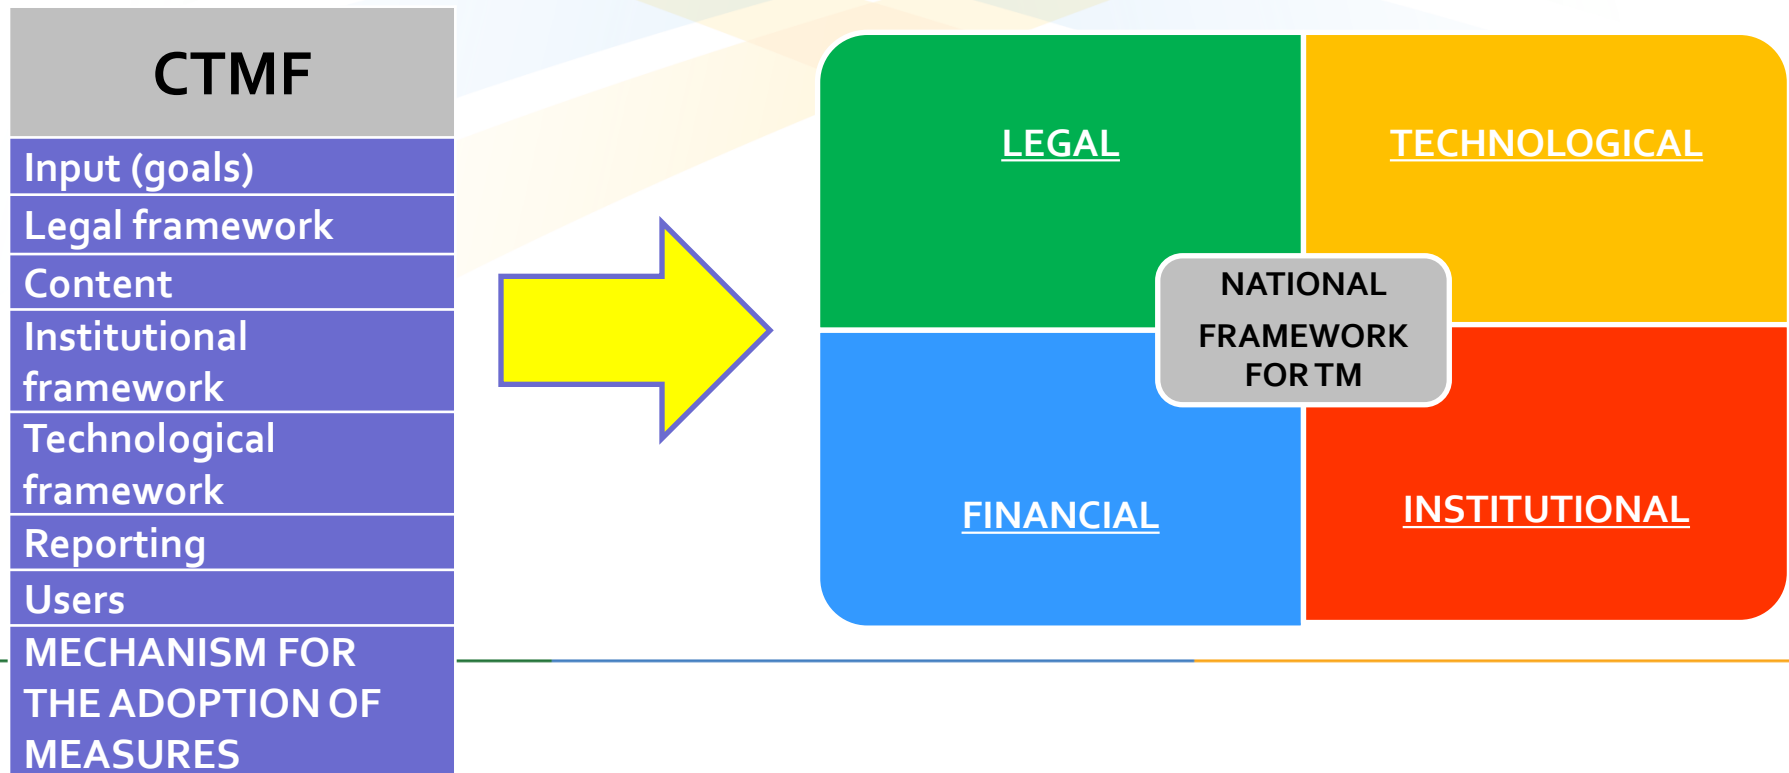 CTMF
Input (goals)
Legal framework
Content
Institutional
framework
Technological
framework
Reporting
Users
MECHANISM FOR
THE ADOPTION OF
MEASURES
LEGAL
TECHNOLOGICAL
NATIONAL
FRAMEWORK
FOR TM
FINANCIAL
INSTITUTIONAL